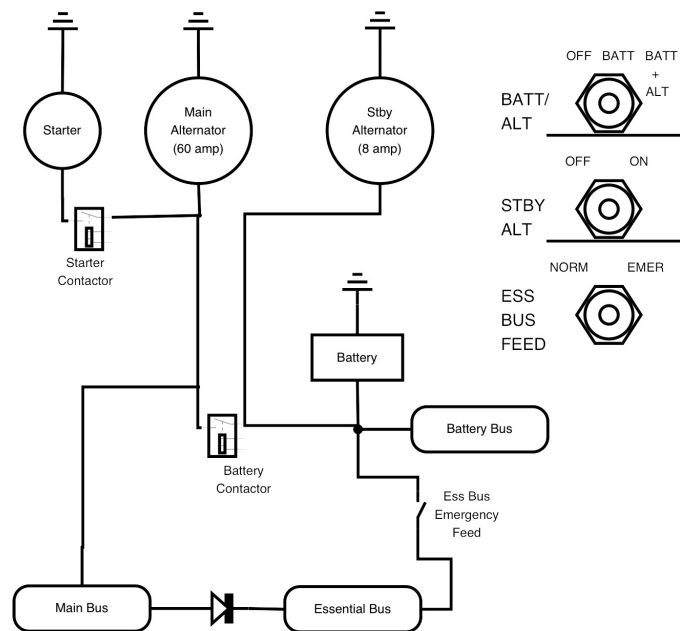 Starter
Main
Alternator
(60 amp)
Stby
Alternator
(8 amp)
OFF BATT BATT
+
ALT
BATT/
ALT
OFF ON
STBY
ALT
NORM EMER
ESS
BUS
FEED
Starter
Contactor
Battery
Battery Bus
Battery
Contactor
Ess Bus
Emergency
Feed
Main Bus
Essential Bus